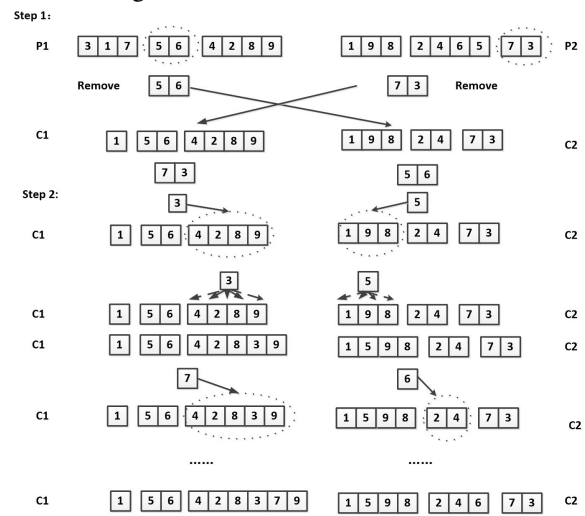 Step 1:
P1 3 1 7 5 6 4 2 8 9 1 9 8 2 4 6 5 7 3 P2
Remove 5 6 7 3 Remove
C1 1 5 6 4 2 8 9 1 9 8 2 4 7 3 C2
7 3 5 6
Step 2:
3 5
C1 1 5 6 4 2 8 9 1 9 8 2 4 7 3 C2
3 5
C1 1 5 6 4 2 8 9 1 9 8 2 4 7 3 C2
C1 1 5 6 4 2 8 3 9 1 5 9 8 2 4 7 3 C2
7 6
C1 1 5 6 4 2 8 3 9 1 5 9 8 2 4 7 3 C2
...... ......
C1 1 5 6 4 2 8 3 7 9 1 5 9 8 2 4 6 7 3 C2